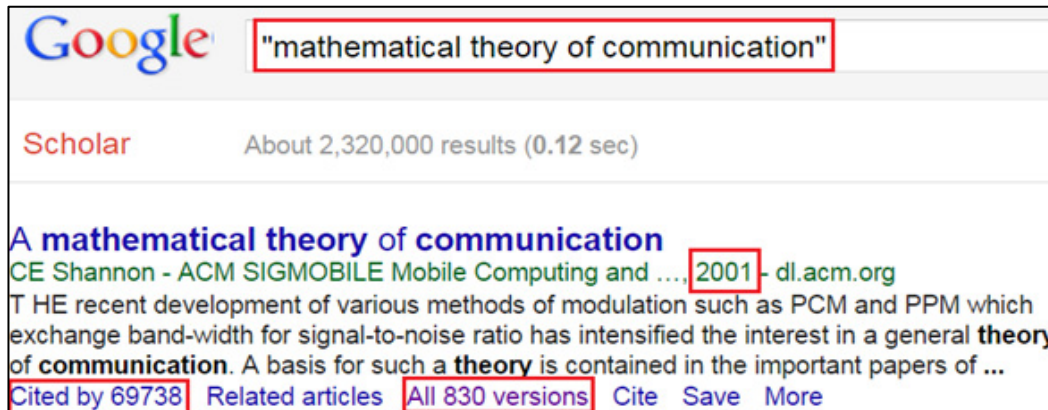 Google "mathematical theory of communication"
Scholar About 2,320,000 results (0.12 sec)
A mathematical theory of communication
CE Shannon - ACM SIGMOBILE Mobile Computing and ..., 2001 - dl.acm.org
T HE recent development of various methods of modulation such as PCM and PPM which
exchange band-width for signal-to-noise ratio has intensified the interest in a general theory
of communication. A basis for such a theory is contained in the important papers of ...
Cited by 69738 Related articles All 830 versions Cite Save More